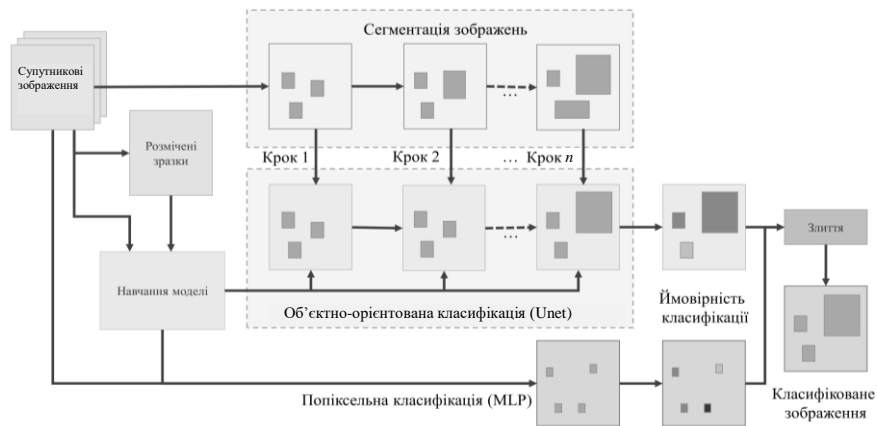 Сегментація зображень
Супутникові
зображення
...
Розмічені
зразки
Крок 1
Крок 2
... Крок n
...
Навчання моделі
Злиття
Ймовірність
класифікації
Об’єктно-орієнтована класифікація (Unet)
Попіксельна класифікація (MLP)
Класифіковане
зображення